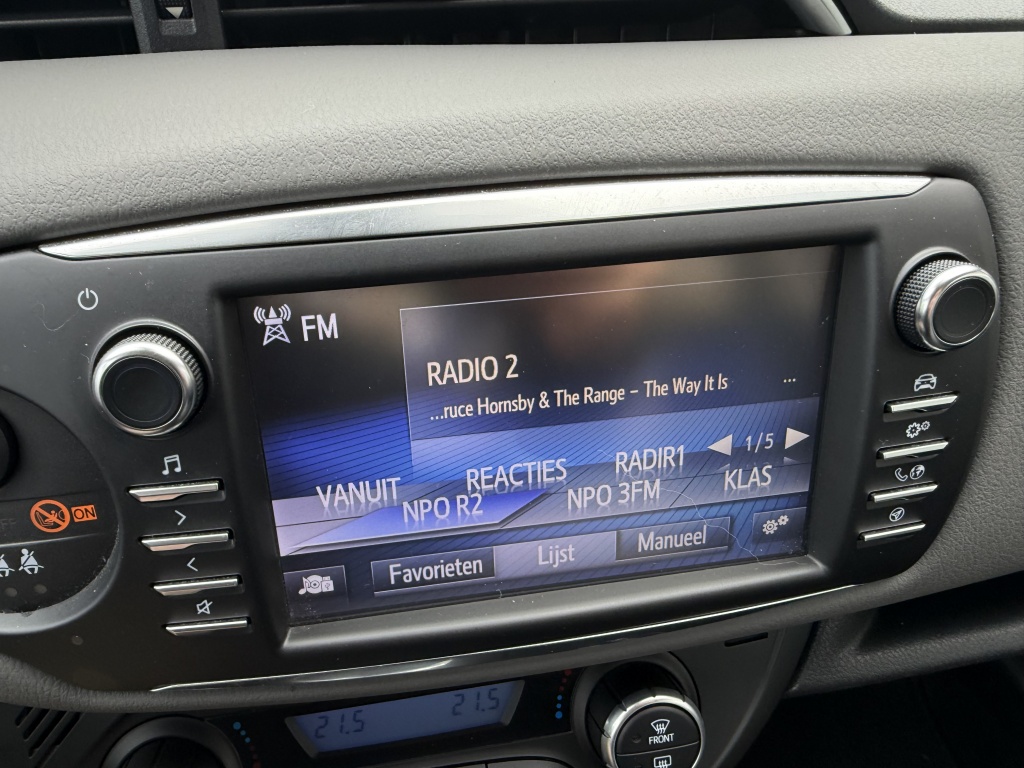 FM
RADIO 2
...ruce Hornsby & The Range – The Way It Is ...
1/5
VANUIT REACTIES RADIR1
NPO R2 NPO 3FM KLAS
Favorieten Lijst Manueel
ON
21.5 21.5
FRONT